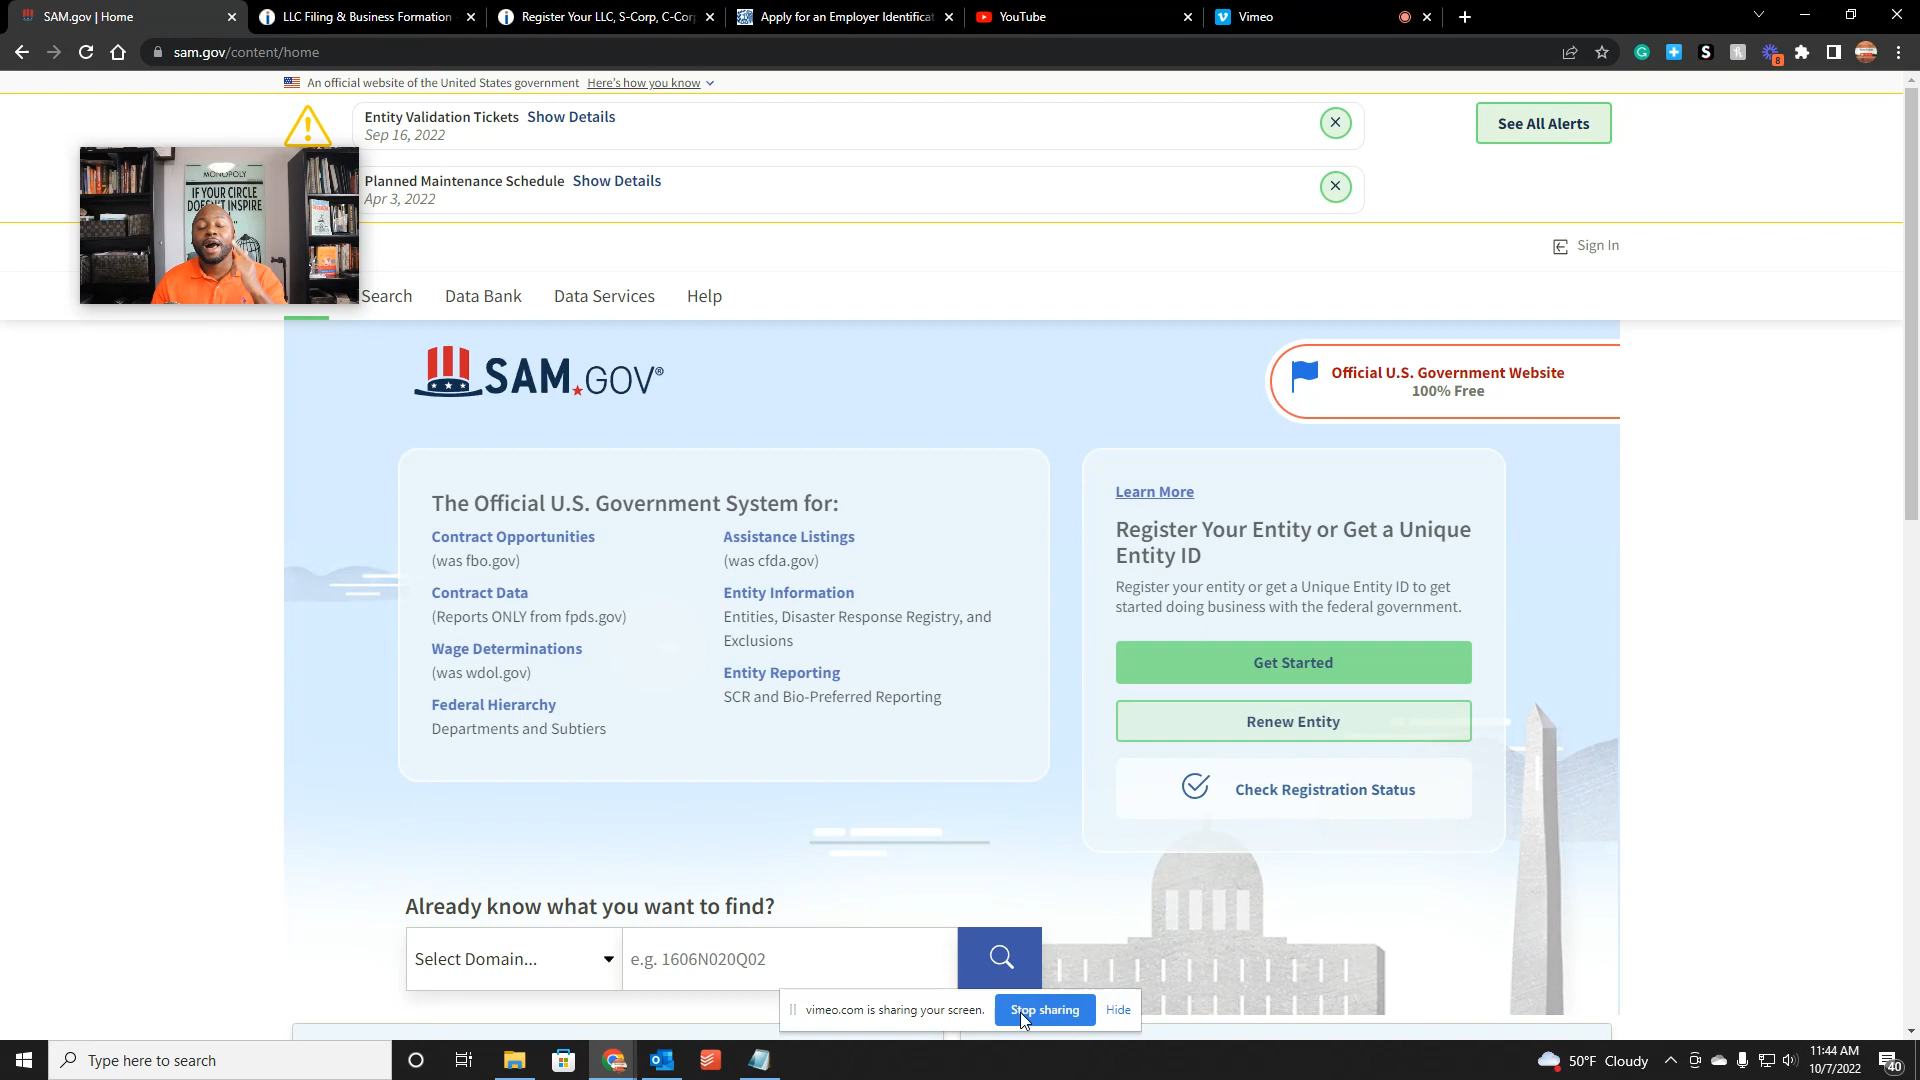 SAM.gov | Home
LLC Filing & Business Formation
Register Your LLC, S-Corp, C-Corp
Apply for an Employer Identificat
YouTube
Vimeo
sam.gov/content/home
8
An official website of the United States government Here's how you know
Entity Validation Tickets Show Details
Sep 16, 2022
See All Alerts
Planned Maintenance Schedule Show Details
Apr 3, 2022
MONOPOLY
IF YOUR CIRCLE
DOESN'T INSPIRE
Sign In
Search
Data Bank
Data Services
Help
SAM.GOV®
Official U.S. Government Website
100% Free
The Official U.S. Government System for:
Contract Opportunities
(was fbo.gov)
Contract Data
(Reports ONLY from fpds.gov)
Wage Determinations
(was wdol.gov)
Federal Hierarchy
Departments and Subtiers
Assistance Listings
(was cfda.gov)
Entity Information
Entities, Disaster Response Registry, and
Exclusions
Entity Reporting
SCR and Bio-Preferred Reporting
Learn More
Register Your Entity or Get a Unique
Entity ID
Register your entity or get a Unique Entity ID to get
started doing business with the federal government.
Get Started
Renew Entity
Check Registration Status
Already know what you want to find?
Select Domain...
e.g. 1606N020Q02
vimeo.com is sharing your screen.
Stop sharing
Hide
Type here to search
50°F Cloudy
11:44 AM
10/7/2022
40